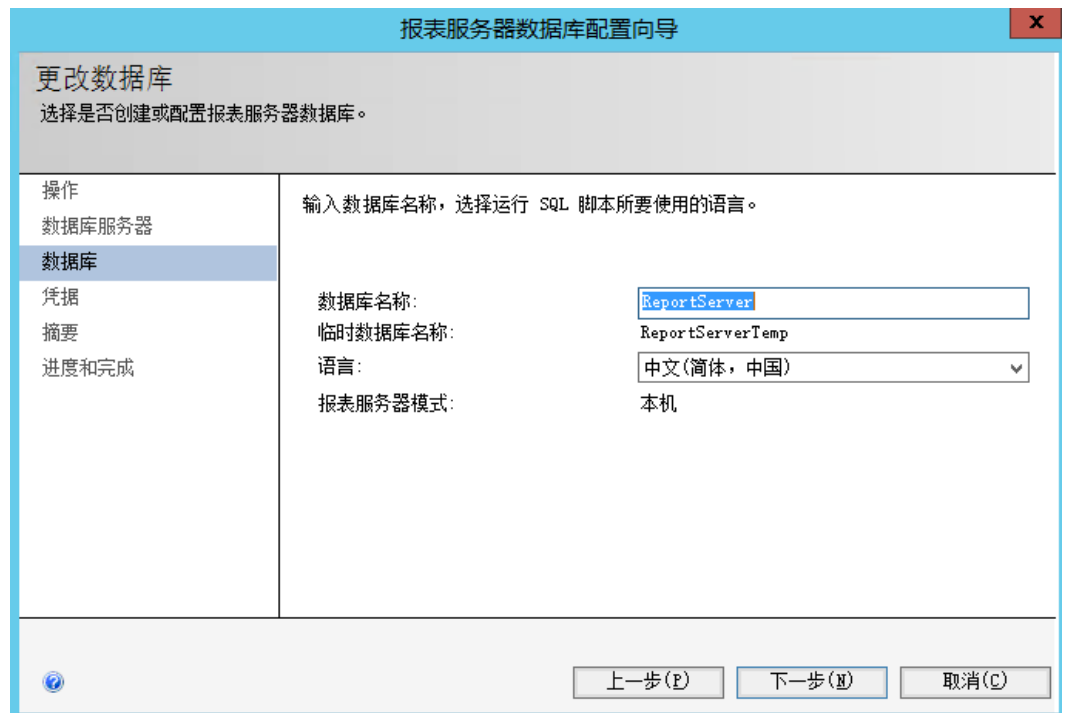 报表服务器数据库配置向导
x
更改数据库
选择是否创建或配置报表服务器数据库。
操作
数据库服务器
数据库
凭据
摘要
进度和完成
输入数据库名称，选择运行 SQL 脚本所要使用的语言。
数据库名称: ReportServer
临时数据库名称: ReportServerTemp
语言: 中文(简体，中国)
报表服务器模式: 本机
上一步(P) 下一步(N) 取消(C)